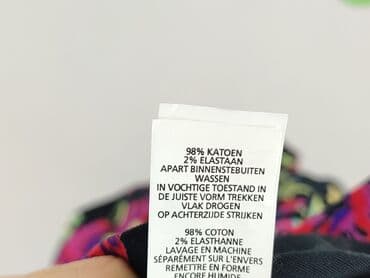 98% KATOEN
2% ELASTAAN
APART BINNENSTEBUITEN
WASSEN
IN VOCHTIGE TOESTAND IN
DE JUISTE VORM TREKKEN
VLAK DROGEN
OP ACHTERZIJDE STRIJKEN
98% COTON
2% ELASTHANNE
LAVAGE EN MACHINE
SÉPARÉMENT SUR L'ENVERS
REMETTRE EN FORME
ENCORE HUMIDE